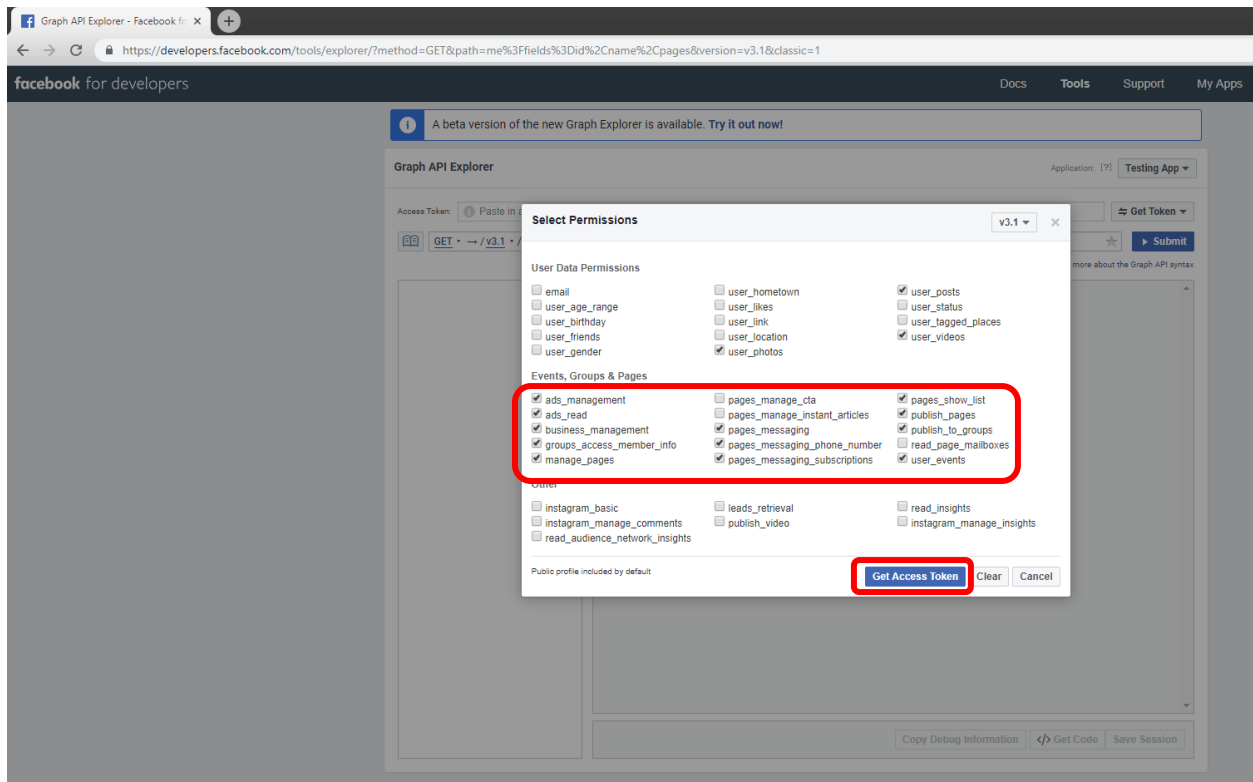 Graph API Explorer - Facebook fo
https://developers.facebook.com/tools/explorer/?method=GET&path=me%3Ffields%3Did%2Cname%2Cpages&version=v3.1&classic=1
facebook for developers Docs Tools Support My Apps
A beta version of the new Graph Explorer is available. Try it out now!
Graph API Explorer Application: [?] Testing App
Access Token: Paste in a Get Token
GET → / v3.1 / Submit
more about the Graph API syntax
Select Permissions v3.1
User Data Permissions
email user_hometown user_posts
user_age_range user_likes user_status
user_birthday user_link user_tagged_places
user_friends user_location user_videos
user_gender user_photos
Events, Groups & Pages
ads_management pages_manage_cta pages_show_list
ads_read pages_manage_instant_articles publish_pages
business_management pages_messaging publish_to_groups
groups_access_member_info pages_messaging_phone_number read_page_mailboxes
manage_pages pages_messaging_subscriptions user_events
Other
instagram_basic leads_retrieval read_insights
instagram_manage_comments publish_video instagram_manage_insights
read_audience_network_insights
Public profile included by default Get Access Token Clear Cancel
Copy Debug Information </> Get Code Save Session